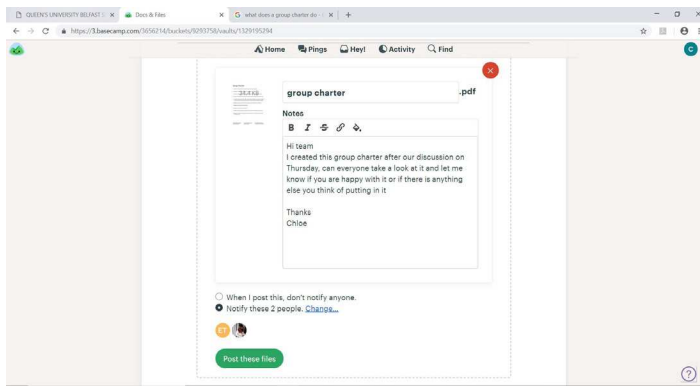 QUEEN'S UNIVERSITY BELFAST
Docs & Files
what does a group charter do -
https://3.basecamp.com/3656214/buckets/9293758/vaults/1329195294
Home Pings Hey! Activity Find
C
group charter .pdf
Notes
B I S
Hi team
I created this group charter after our discussion on
Thursday, can everyone take a look at it and let me
know if you are happy with it or if there is anything
else you think of putting in it
Thanks
Chloe
When I post this, don't notify anyone.
Notify these 2 people. Change...
ET
Post these files
?